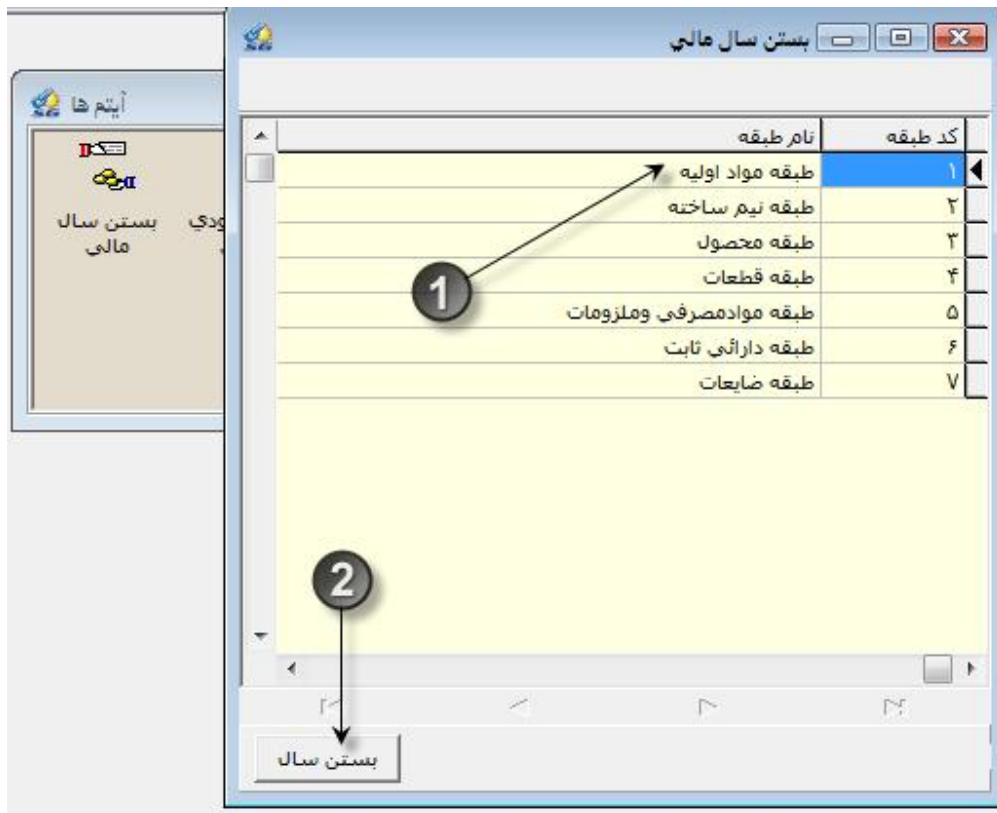 بستن سال مالي
آيتم ها
بستن سال
مالي
ودي
کد طبقه نام طبقه
۱ طبقه مواد اوليه
۲ طبقه نيم ساخته
۳ طبقه محصول
۴ طبقه قطعات
۵ طبقه موادمصرفي وملزومات
۶ طبقه دارائي ثابت
۷ طبقه ضايعات
1
2
بستن سال